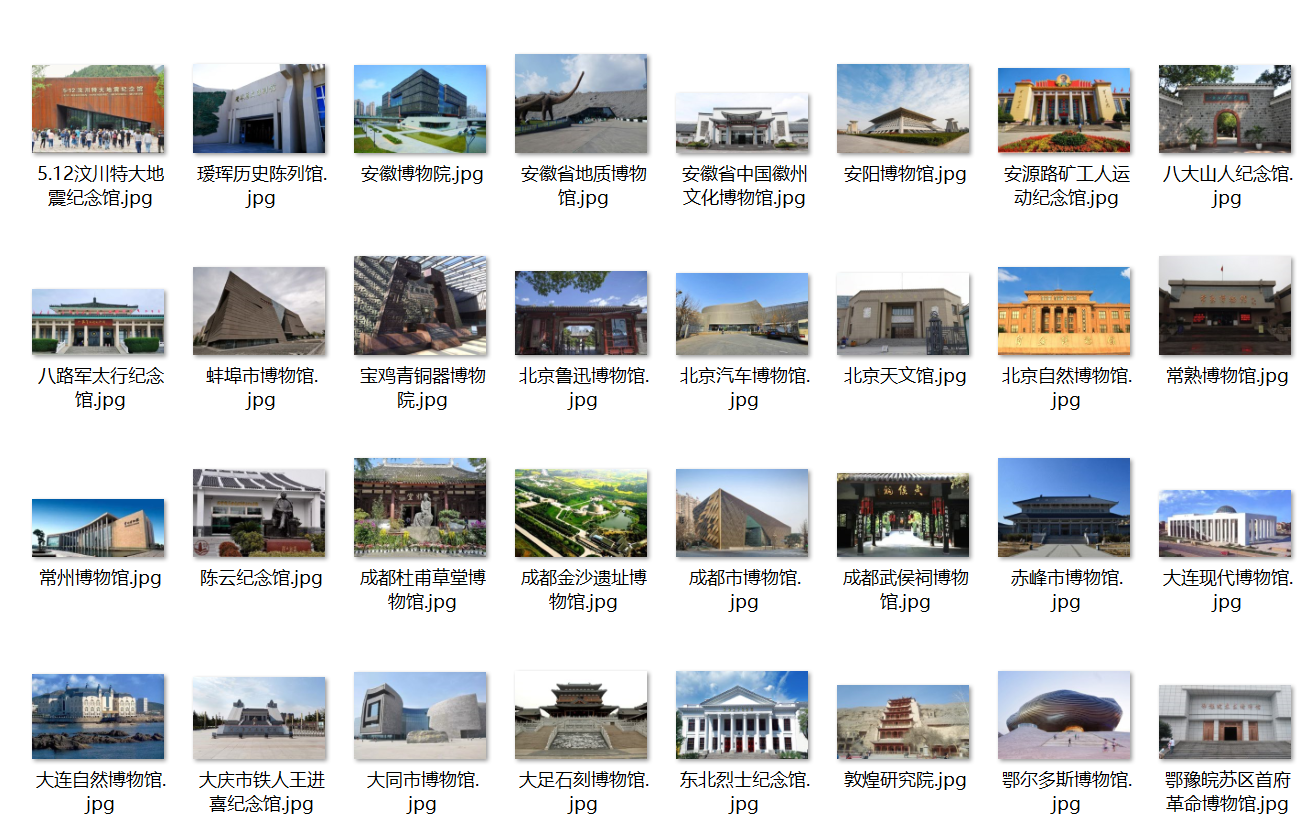 5.12汶川特大地
震纪念馆.jpg
瑷珲历史陈列馆.
jpg
安徽博物院.jpg
安徽省地质博物
馆.jpg
安徽省中国徽州
文化博物馆.jpg
安阳博物馆.jpg
安源路矿工人运
动纪念馆.jpg
八大山人纪念馆.
jpg
八路军太行纪念
馆.jpg
蚌埠市博物馆.
jpg
宝鸡青铜器博物
院.jpg
北京鲁迅博物馆.
jpg
北京汽车博物馆.
jpg
北京天文馆.jpg
北京自然博物馆.
jpg
常熟博物馆.jpg
常州博物馆.jpg
陈云纪念馆.jpg
成都杜甫草堂博
物馆.jpg
成都金沙遗址博
物馆.jpg
成都市博物馆.
jpg
成都武侯祠博物
馆.jpg
赤峰市博物馆.
jpg
大连现代博物馆.
jpg
大连自然博物馆.
jpg
大庆市铁人王进
喜纪念馆.jpg
大同市博物馆.
jpg
大足石刻博物馆.
jpg
东北烈士纪念馆.
jpg
敦煌研究院.jpg
鄂尔多斯博物馆.
jpg
鄂豫皖苏区首府
革命博物馆.jpg